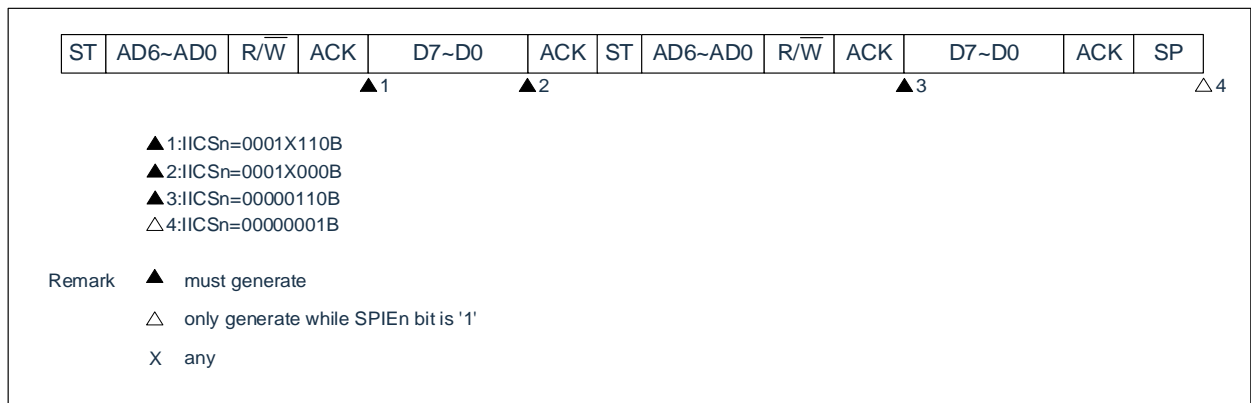 ST AD6~AD0 R/W̅ ACK D7~D0 ACK ST AD6~AD0 R/W̅ ACK D7~D0 ACK SP
▲1 ▲2 ▲3 △4
▲1:IICSn=0001X110B
▲2:IICSn=0001X000B
▲3:IICSn=00000110B
△4:IICSn=00000001B
Remark ▲ must generate
△ only generate while SPIEn bit is '1'
X any